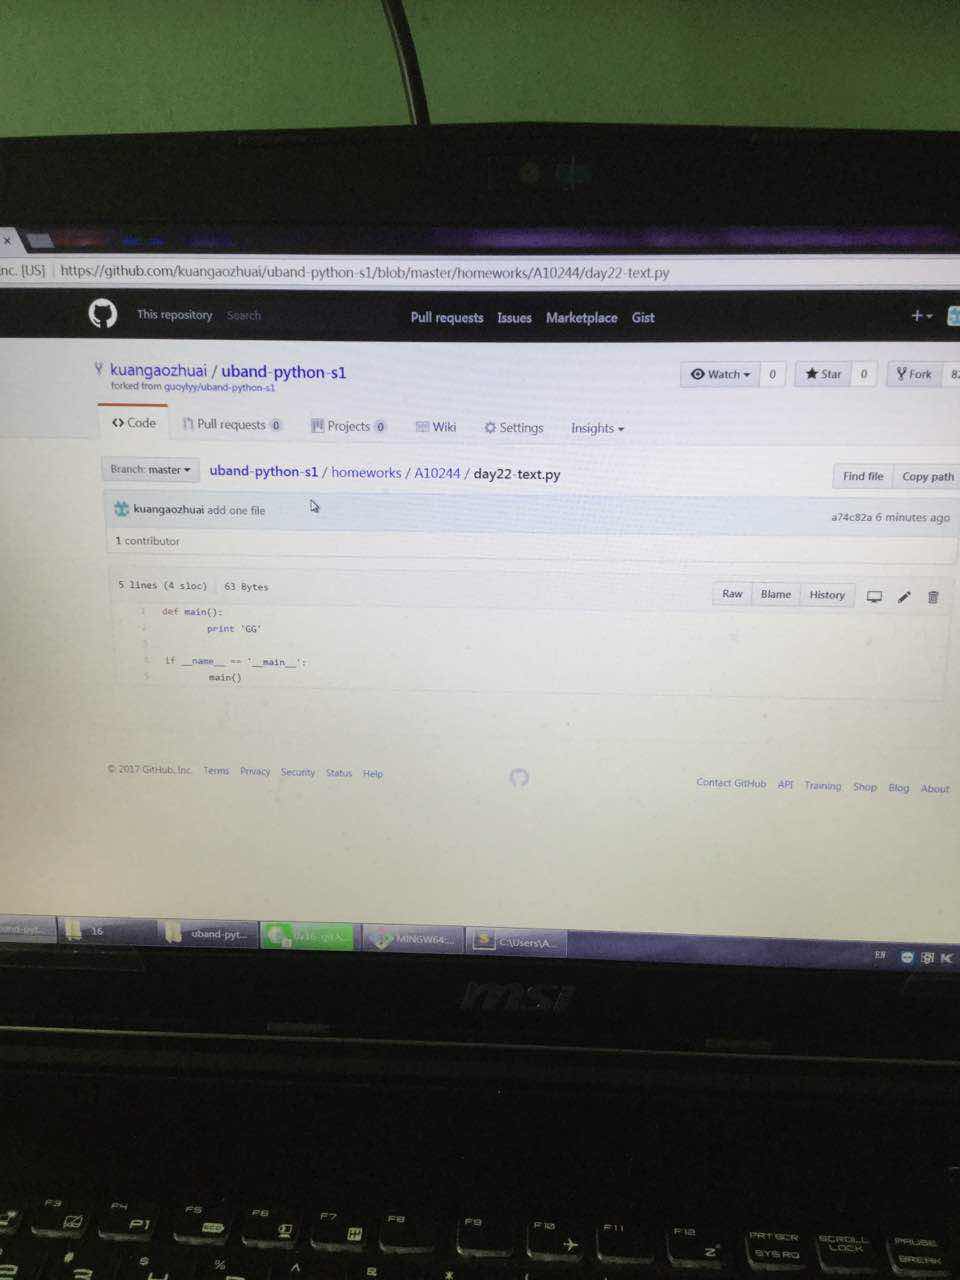 nc. [US] https://github.com/kuangaozhuai/uband-python-s1/blob/master/homeworks/A10244/day22-text.py
This repository Search Pull requests Issues Marketplace Gist
kuangaozhuai / uband-python-s1
forked from guoylyy/uband-python-s1
Watch 0 Star 0 Fork 82
Code Pull requests 0 Projects 0 Wiki Settings Insights
Branch: master uband-python-s1 / homeworks / A10244 / day22-text.py Find file Copy path
kuangaozhuai add one file a74c82a 6 minutes ago
1 contributor
5 lines (4 sloc) 63 Bytes Raw Blame History
1 def main():
2 print 'GG'
3
4 if __name__ == '__main__':
5 main()
© 2017 GitHub, Inc. Terms Privacy Security Status Help Contact GitHub API Training Shop Blog About
16 uband-pyt... MINGW64:... C:\Users\A...
EN
msi
F3 F4 F5 F6 F7 F8 F9 F10 F11 F12 PRTSCR SCROLL PAUSE
SYSRQ LOCK BREAK
# $ % ^ & *